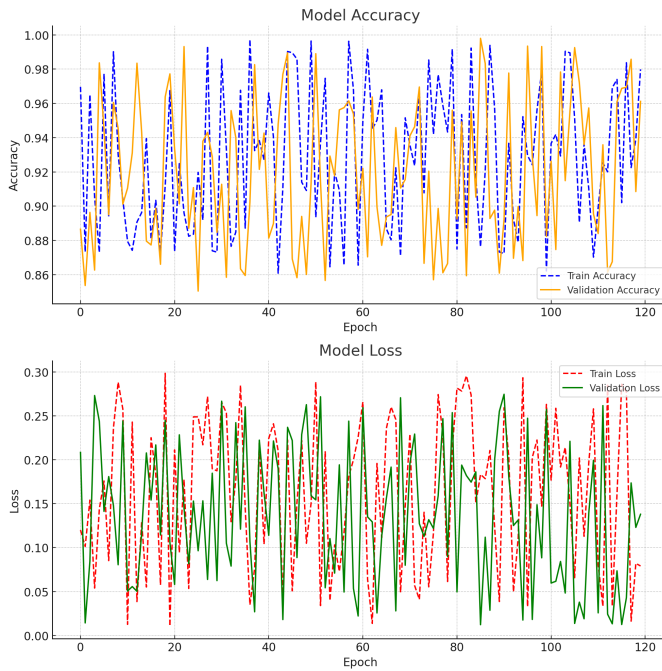 Model Accuracy
1.00
0.98
0.96
0.94
0.92
0.90
0.88
0.86
Accuracy
0 20 40 60 80 100 120
Epoch
Train Accuracy
Validation Accuracy
Model Loss
0.30
0.25
0.20
0.15
0.10
0.05
0.00
Loss
0 20 40 60 80 100 120
Epoch
Train Loss
Validation Loss